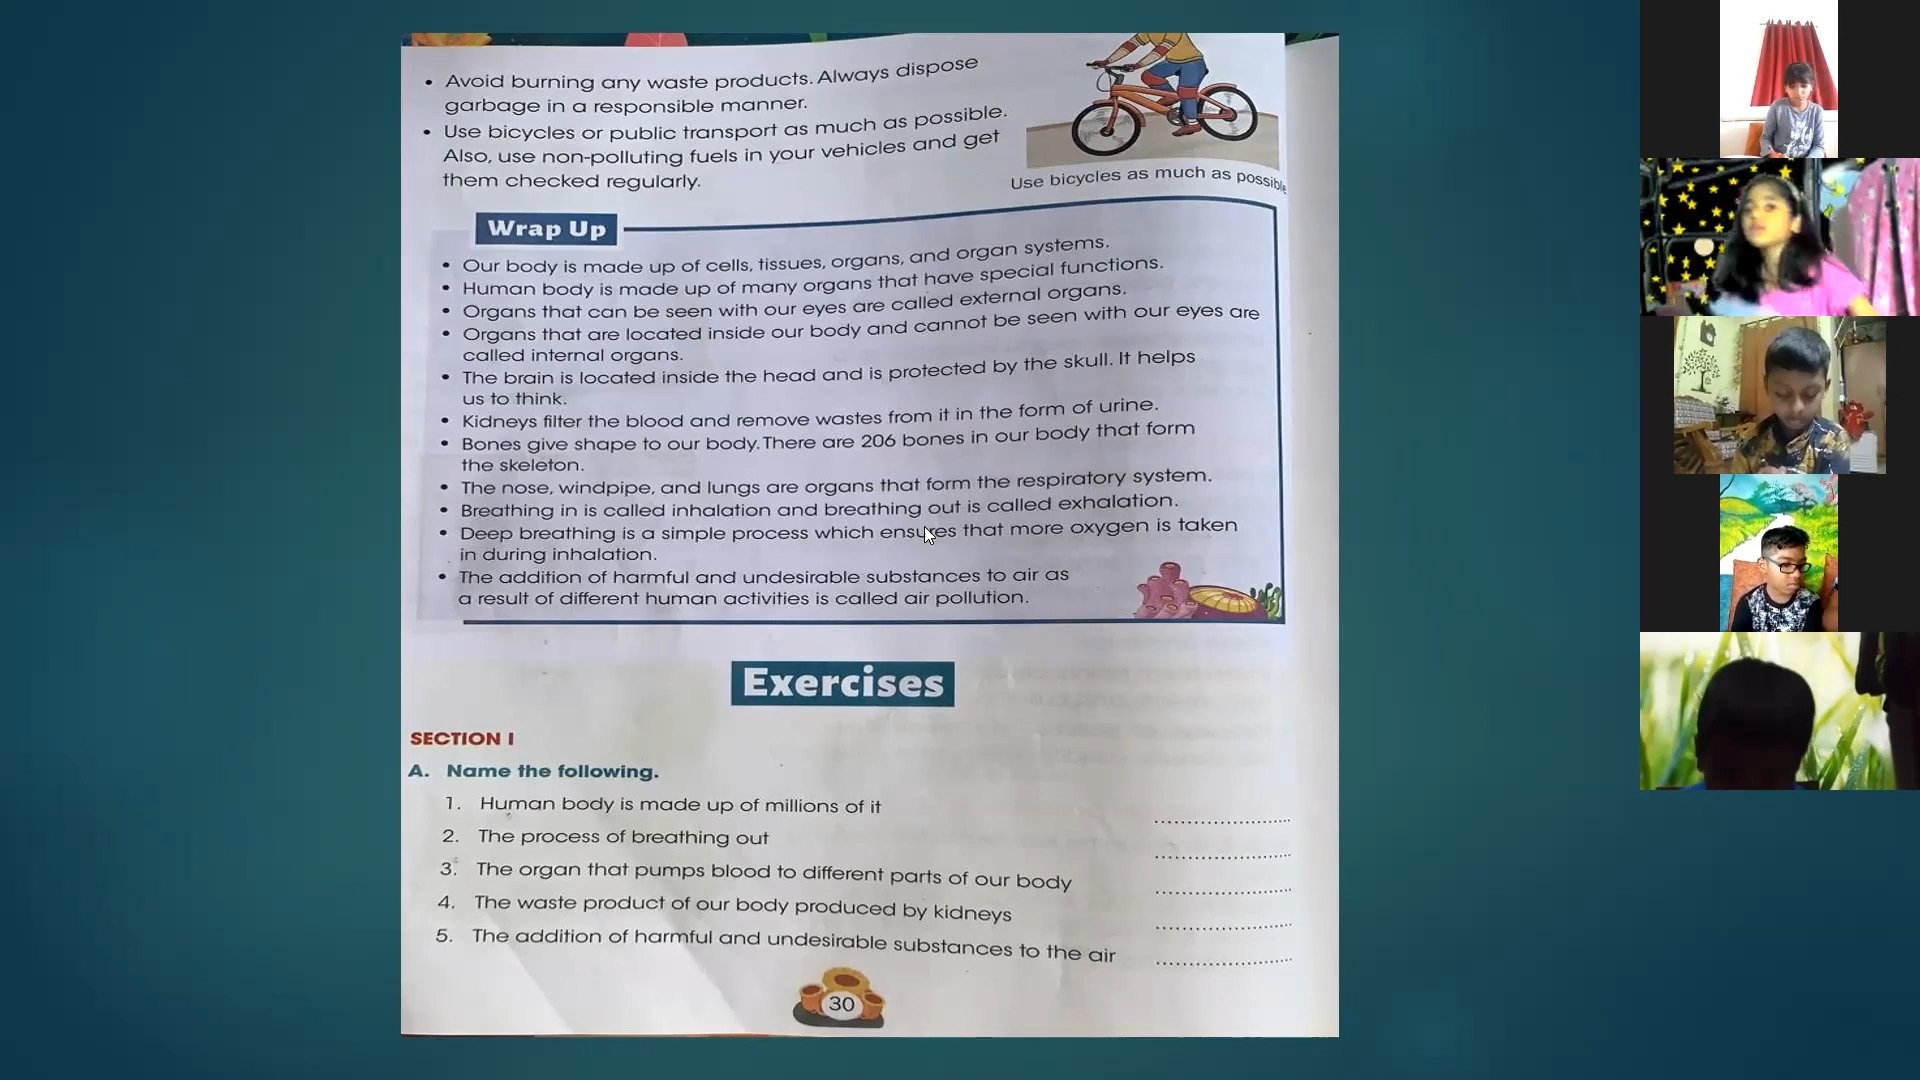 • Avoid burning any waste products. Always dispose
garbage in a responsible manner.
• Use bicycles or public transport as much as possible.
Also, use non-polluting fuels in your vehicles and get
them checked regularly.
Use bicycles as much as possible
Wrap Up
• Our body is made up of cells, tissues, organs, and organ systems.
• Human body is made up of many organs that have special functions.
• Organs that can be seen with our eyes are called external organs.
• Organs that are located inside our body and cannot be seen with our eyes are
called internal organs.
• The brain is located inside the head and is protected by the skull. It helps
us to think.
• Kidneys filter the blood and remove wastes from it in the form of urine.
• Bones give shape to our body. There are 206 bones in our body that form
the skeleton.
• The nose, windpipe, and lungs are organs that form the respiratory system.
• Breathing in is called inhalation and breathing out is called exhalation.
• Deep breathing is a simple process which ensures that more oxygen is taken
in during inhalation.
• The addition of harmful and undesirable substances to air as
a result of different human activities is called air pollution.
Exercises
SECTION I
A. Name the following.
1. Human body is made up of millions of it ........................
2. The process of breathing out ........................
3. The organ that pumps blood to different parts of our body ........................
4. The waste product of our body produced by kidneys ........................
5. The addition of harmful and undesirable substances to the air ........................
30